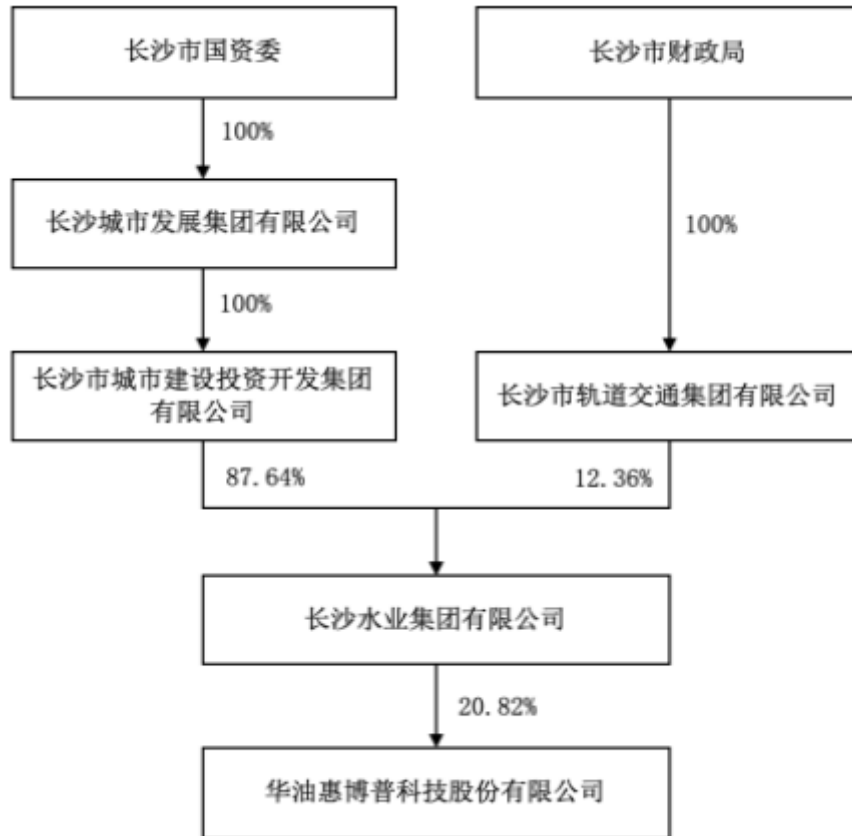 长沙市国资委
长沙市财政局
100%
长沙城市发展集团有限公司
100%
100%
长沙市城市建设投资开发集团
有限公司
长沙市轨道交通集团有限公司
87.64%
12.36%
长沙水业集团有限公司
20.82%
华油惠博普科技股份有限公司